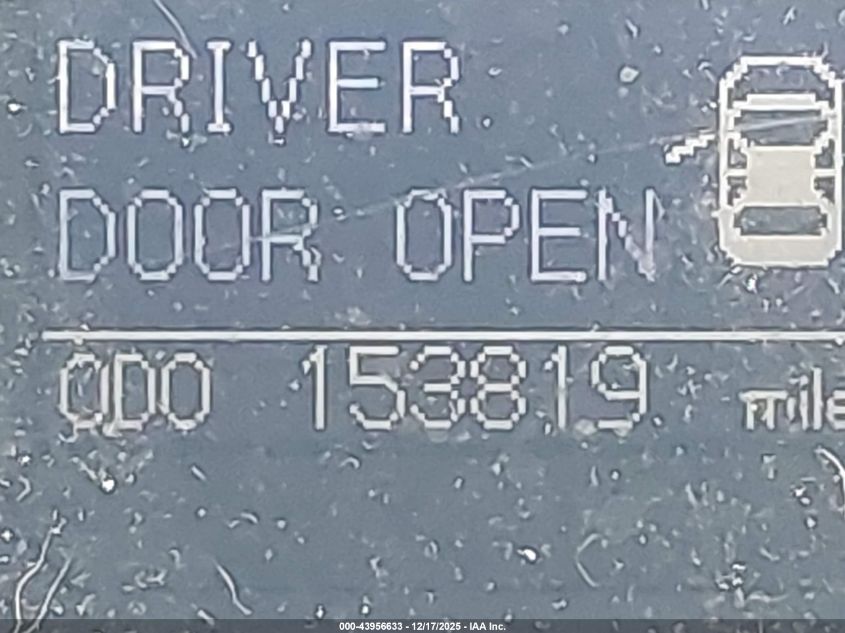 DRIVER
DOOR OPEN
ODO 153819 mile
000-43956633 - 12/17/2025 - IAA Inc.